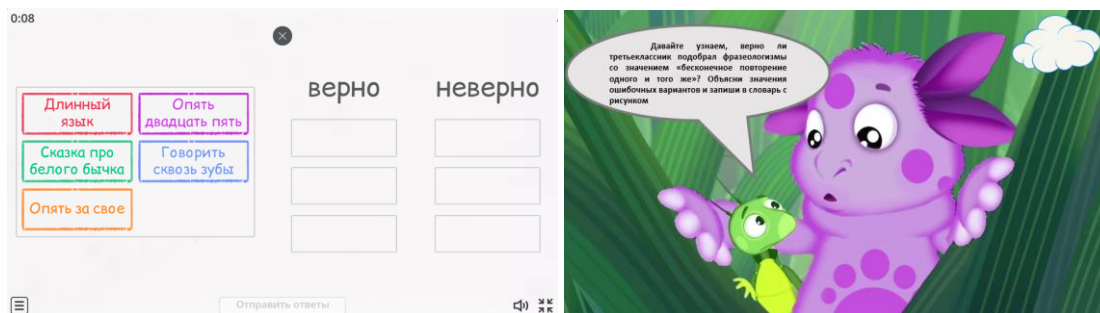 0:08
верно
неверно
Длинный
язык
Опять
двадцать пять
Сказка про
белого бычка
Говорить
сквозь зубы
Опять за свое
Отправить ответы
Давайте узнаем, верно ли
третьеклассник подобрал фразеологизмы
со значением «бесконечное повторение
одного и того же»? Объясни значения
ошибочных вариантов и запиши в словарь с
рисунком